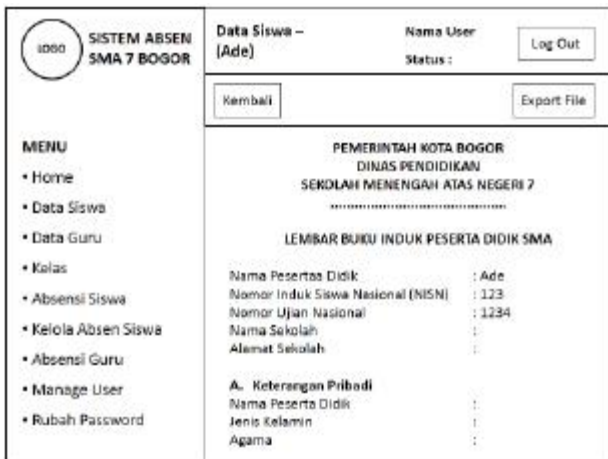 LOGO
SISTEM ABSEN
SMA 7 BOGOR
MENU
• Home
• Data Siswa
• Data Guru
• Kelas
• Absensi Siswa
• Kelola Absen Siswa
• Absensi Guru
• Manage User
• Rubah Password
Data Siswa –
(Ade)
Nama User
Status :
Log Out
Kembali
Export File
PEMERINTAH KOTA BOGOR
DINAS PENDIDIKAN
SEKOLAH MENENGAH ATAS NEGERI 7
................................................
LEMBAR BUKU INDUK PESERTA DIDIK SMA
Nama Pesertaa Didik : Ade
Nomor Induk Siswa Nasional (NISN) : 123
Nomor Ujian Nasional : 1234
Nama Sekolah :
Alamat Sekolah :
A. Keterangan Pribadi
Nama Peserta Didik :
Jenis Kelamin :
Agama :